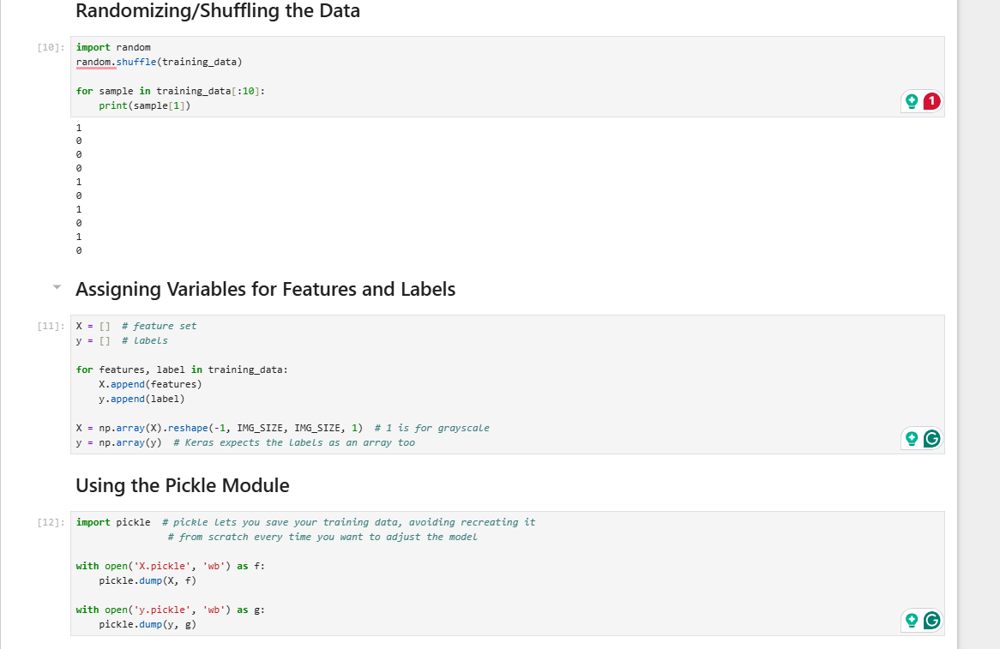 Randomizing/Shuffling the Data
[10]: import random
random.shuffle(training_data)
for sample in training_data[:10]:
    print(sample[1])
1
1
0
0
0
1
0
1
0
1
0
Assigning Variables for Features and Labels
[11]: X = []  # feature set
y = []  # labels
for features, label in training_data:
    X.append(features)
    y.append(label)
X = np.array(X).reshape(-1, IMG_SIZE, IMG_SIZE, 1)  # 1 is for grayscale
y = np.array(y)  # Keras expects the labels as an array too
Using the Pickle Module
[12]: import pickle  # pickle lets you save your training data, avoiding recreating it
                # from scratch every time you want to adjust the model
with open('X.pickle', 'wb') as f:
    pickle.dump(X, f)
with open('y.pickle', 'wb') as g:
    pickle.dump(y, g)